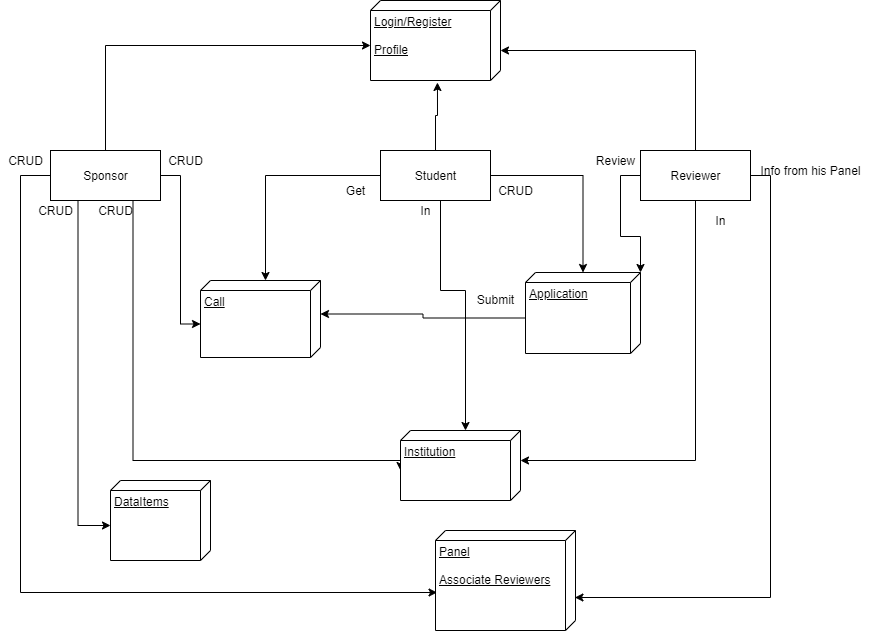 Login/Register
Profile
CRUD
Sponsor
CRUD
Student
Review
Reviewer
Info from his Panel
CRUD
CRUD
Get
In
CRUD
In
Call
Submit
Application
Institution
DataItems
Panel
Associate Reviewers